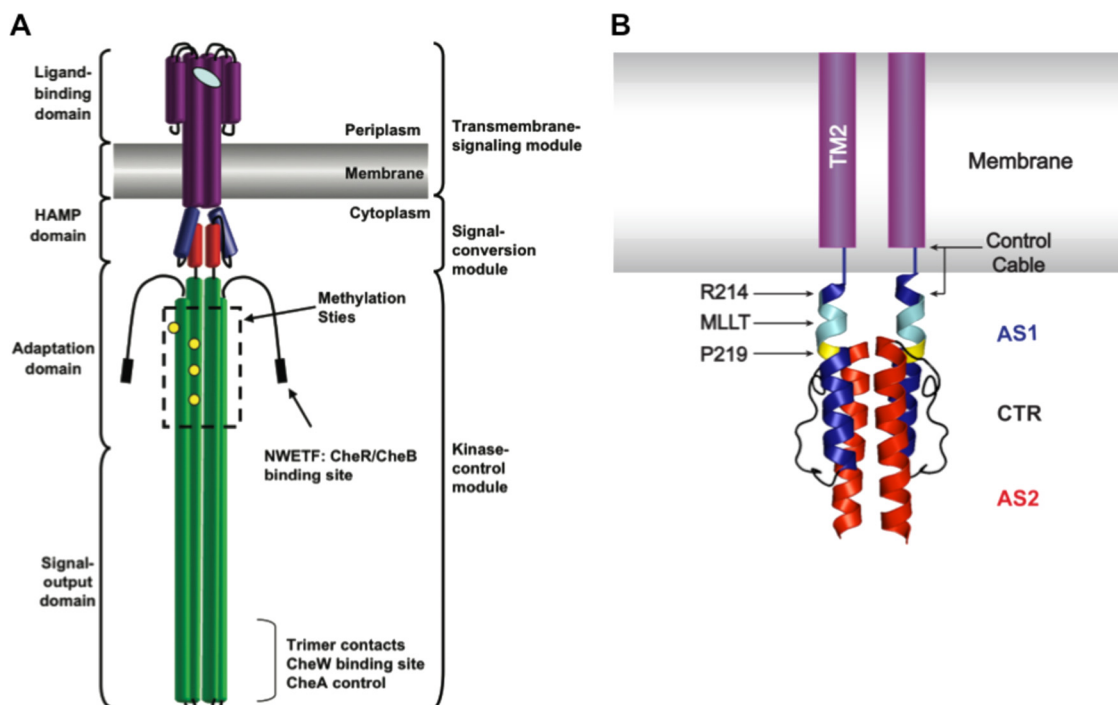 A
Ligand-
binding
domain
HAMP
domain
Adaptation
domain
Signal-
output
domain
Periplasm
Membrane
Cytoplasm
Methylation
Sties
NWETF: CheR/CheB
binding site
Trimer contacts
CheW binding site
CheA control
Transmembrane-
signaling module
Signal-
conversion
module
Kinase-
control
module
B
TM2
Membrane
Control
Cable
R214
MLLT
P219
AS1
CTR
AS2